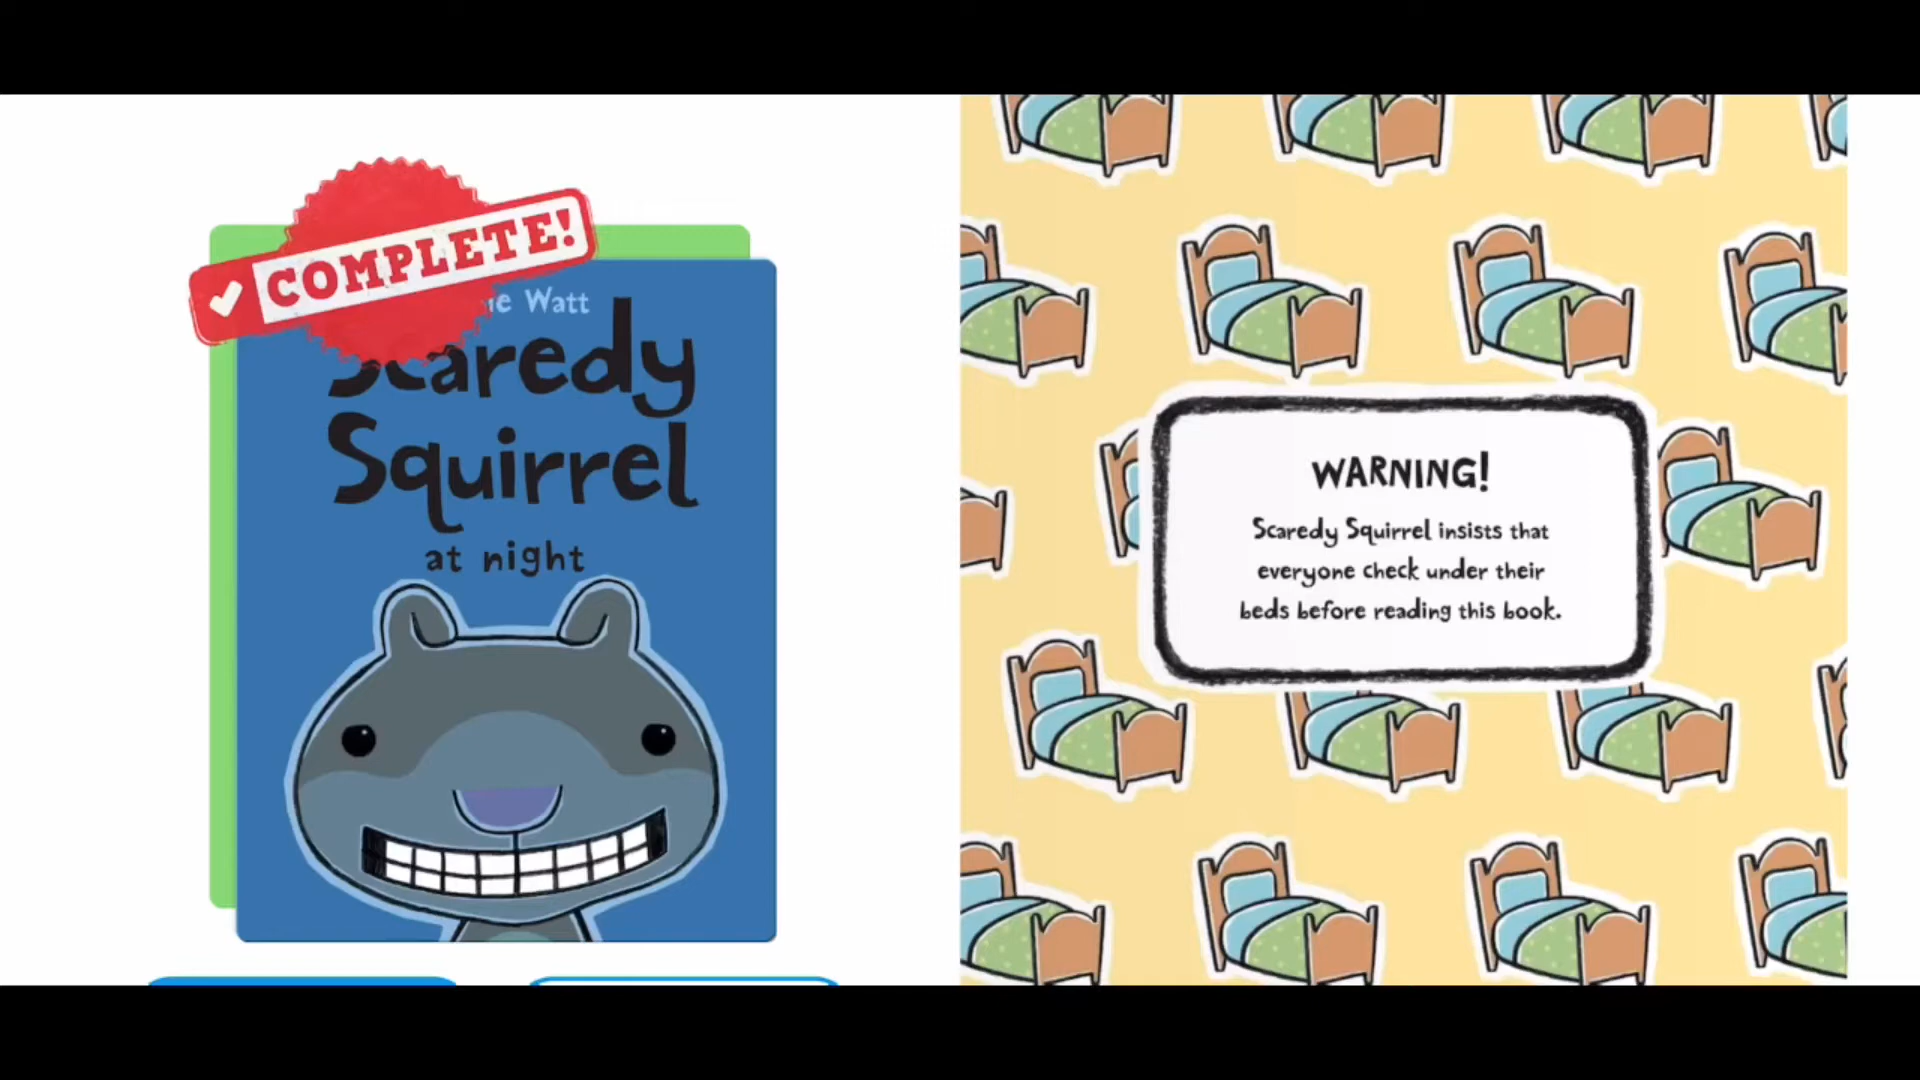 COMPLETE!
Watt
Scaredy
Squirrel
at night
WARNING!
Scaredy Squirrel insists that
everyone check under their
beds before reading this book.